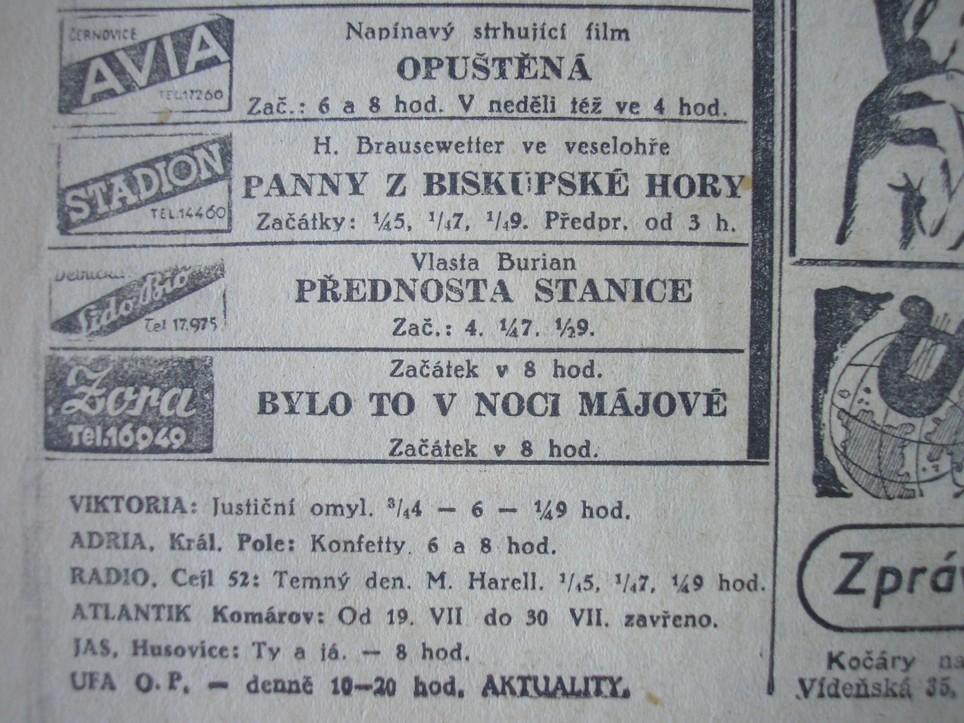 ČERNOVICE
AVIA
TEL.17260
Napínavý strhující film
OPUŠTĚNÁ
Zač.: 6 a 8 hod. V neděli též ve 4 hod.
STADION
TEL.14460
H. Brausewetter ve veselohře
PANNY Z BISKUPSKÉ HORY
Začátky: ¼5, ¹/₄7, ¹/₄9. Předpr. od 3 h.
Lido Bio
Tel 17.975
Vlasta Burian
PŘEDNOSTA STANICE
Zač.: 4. ¼7. ½9.
Zora
Tel.16949
Začátek v 8 hod.
BYLO TO V NOCI MÁJOVÉ
Začátek v 8 hod.
VIKTORIA: Justiční omyl. ³/₄4 — 6 — ¼9 hod.
ADRIA, Král. Pole: Konfetty. 6 a 8 hod.
RADIO, Cejl 52: Temný den. M. Harell. ¹/₄5, ¹/₄7, ¼9 hod.
ATLANTIK Komárov: Od 19. VII do 30 VII. zavřeno.
JAS, Husovice: Ty a já. — 8 hod.
UFA O. P. — denně 10—20 hod. AKTUALITY.
Zpráv
Kočáry na
Vídeňská 35,